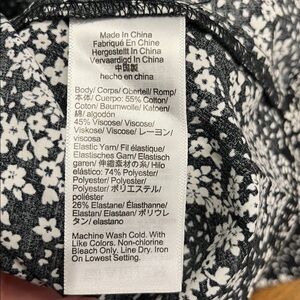 Made In China
Fabriqué En China
Hergestellt In China
Vervaardigd In China
中国製
hecho en china
Body/ Corps/ Oberteil/ Romp/
本体/ Cuerpo: 55% Cotton/
Coton/ Baumwolle/ Katoen/
綿/ algodón
45% Viscose/ Viscose/
Viskose/ Viscose/ レーヨン/
viscosa
Elastic Yarn/ Fil élastique/
Elastisches Garn/ Elastisch
garen/ 伸縮素材の糸/ Hilo
elástico: 74% Polyester/
Polyester/ Polyester/
Polyester/ ポリエステル/
poliéster
26% Elastane/ Élasthanne/
Elastan/ Elastaan/ ポリウレ
タン/ elastano
Machine Wash Cold. With
Like Colors. Non-chlorine
Bleach Only. Line Dry. Iron
On Lowest Setting.